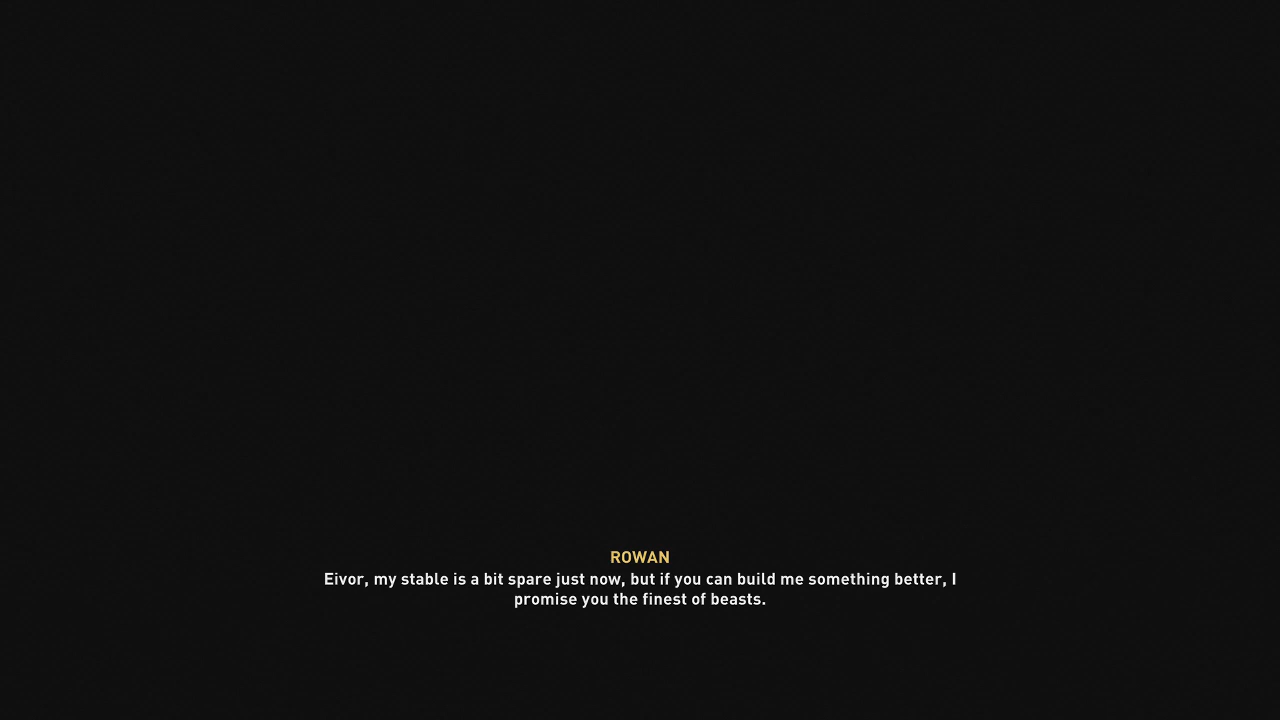 ROWAN
Eivor, my stable is a bit spare just now, but if you can build me something better, I
promise you the finest of beasts.